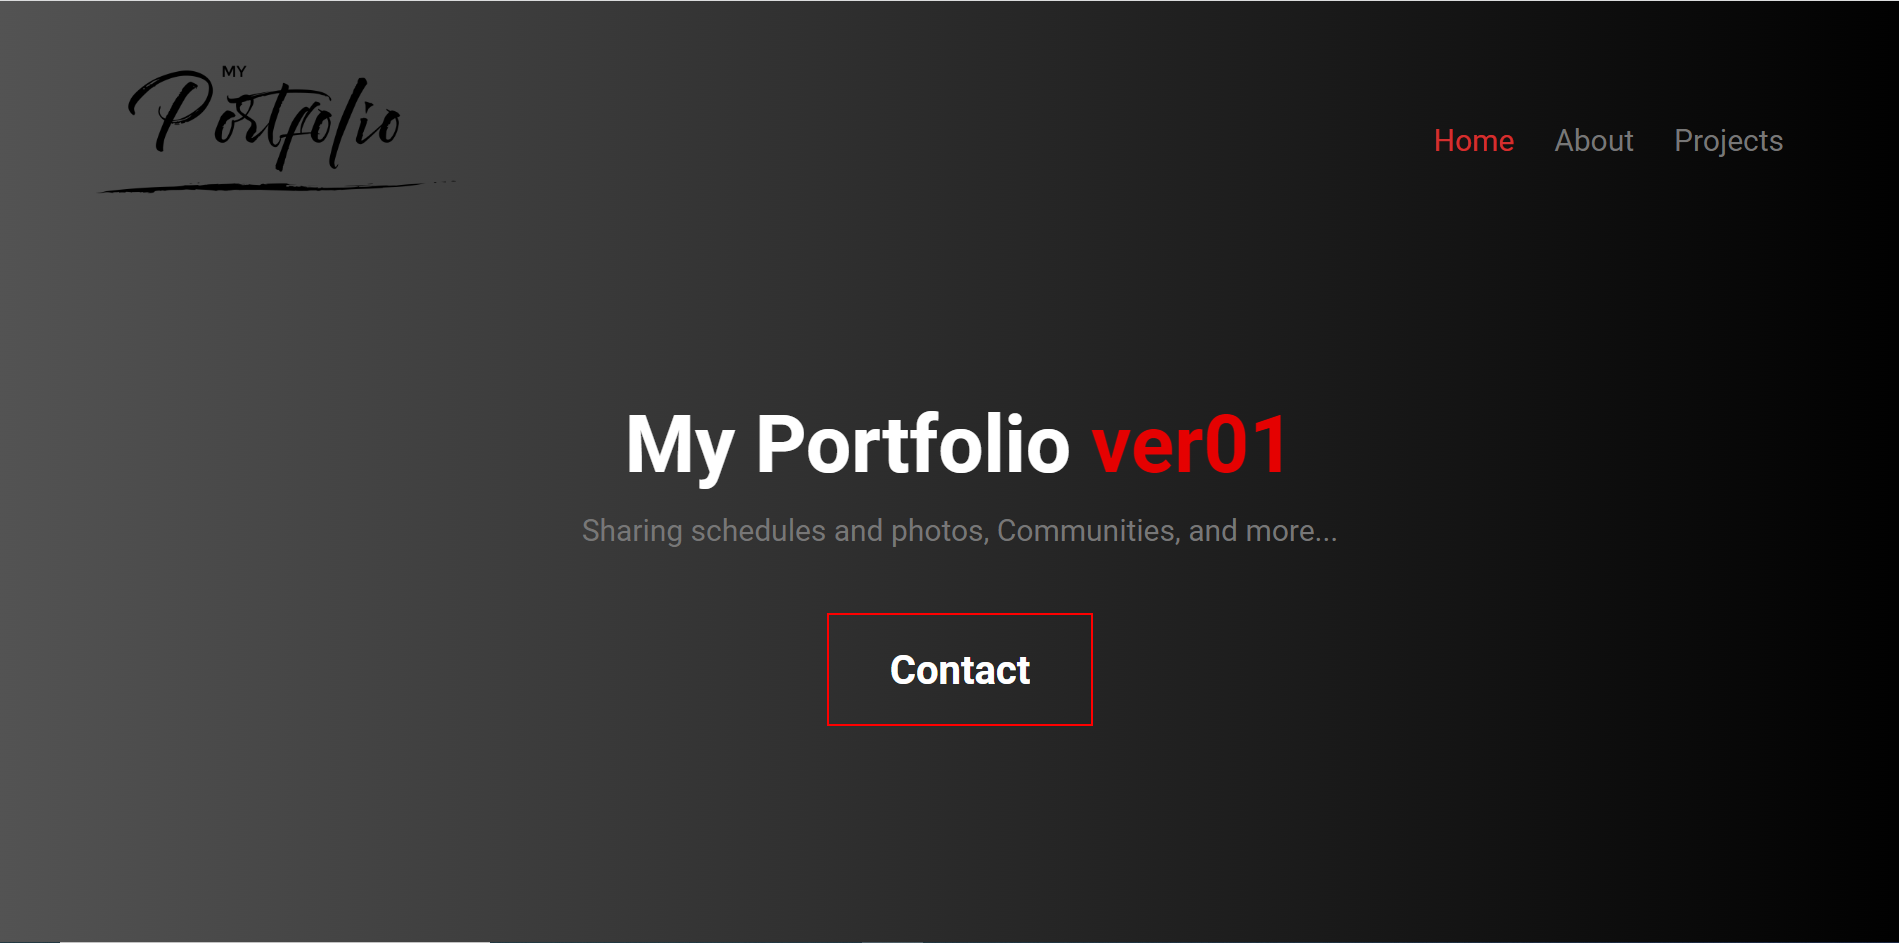 MY
Portfolio
Home About Projects
My Portfolio ver01
Sharing schedules and photos, Communities, and more...
Contact